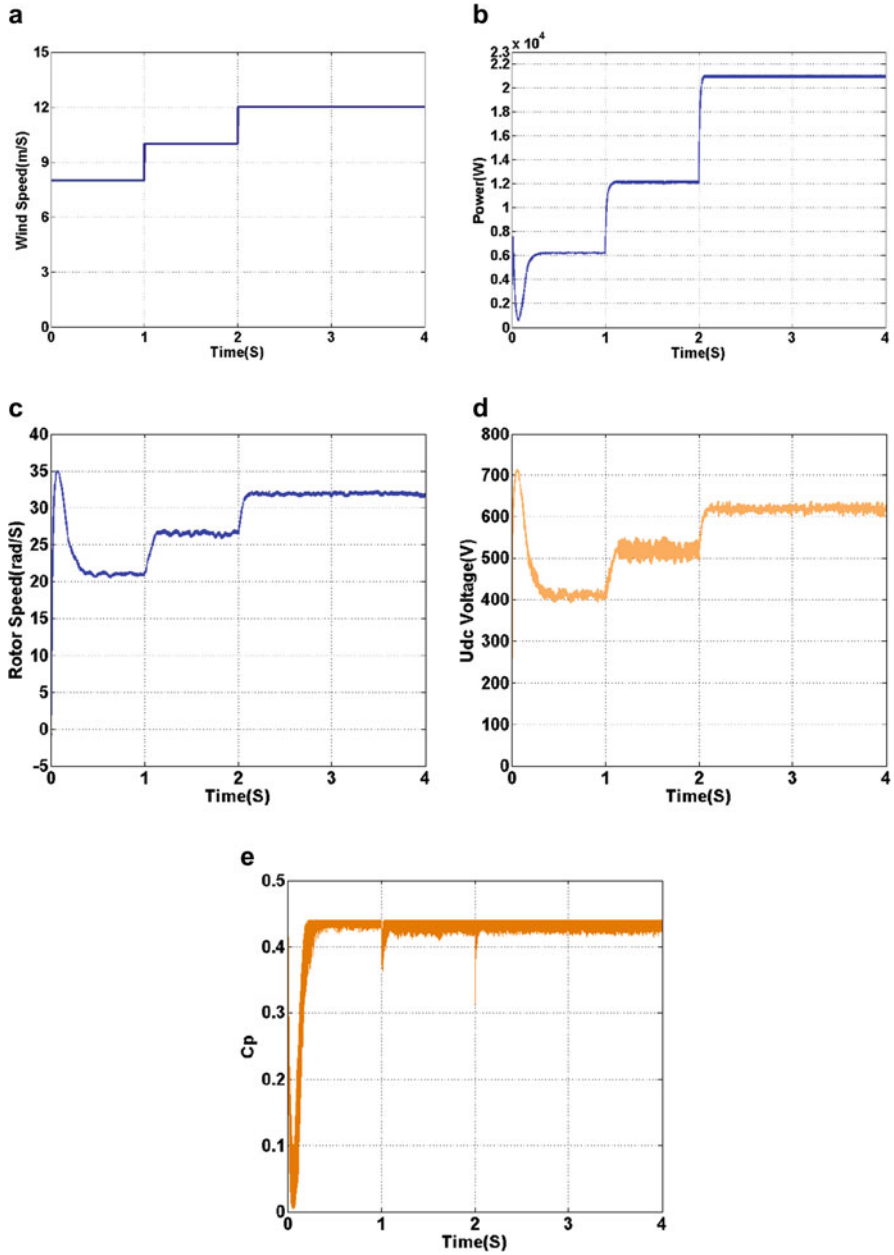 a
15
12
9
6
3
0
Wind Speed(m/S)
0 1 2 3 4
Time(S)
b
x 10⁴
2.3
2.2
2
1.8
1.6
1.4
1.2
1
0.8
0.6
0.4
0.2
0
Power(W)
0 1 2 3 4
Time(S)
c
40
35
30
25
20
15
10
5
0
-5
Rotor Speed(rad/S)
0 1 2 3 4
Time(S)
d
800
700
600
500
400
300
200
100
0
Udc Voltage(V)
0 1 2 3 4
Time(S)
e
0.5
0.4
0.3
0.2
0.1
0
Cp
0 1 2 3 4
Time(S)